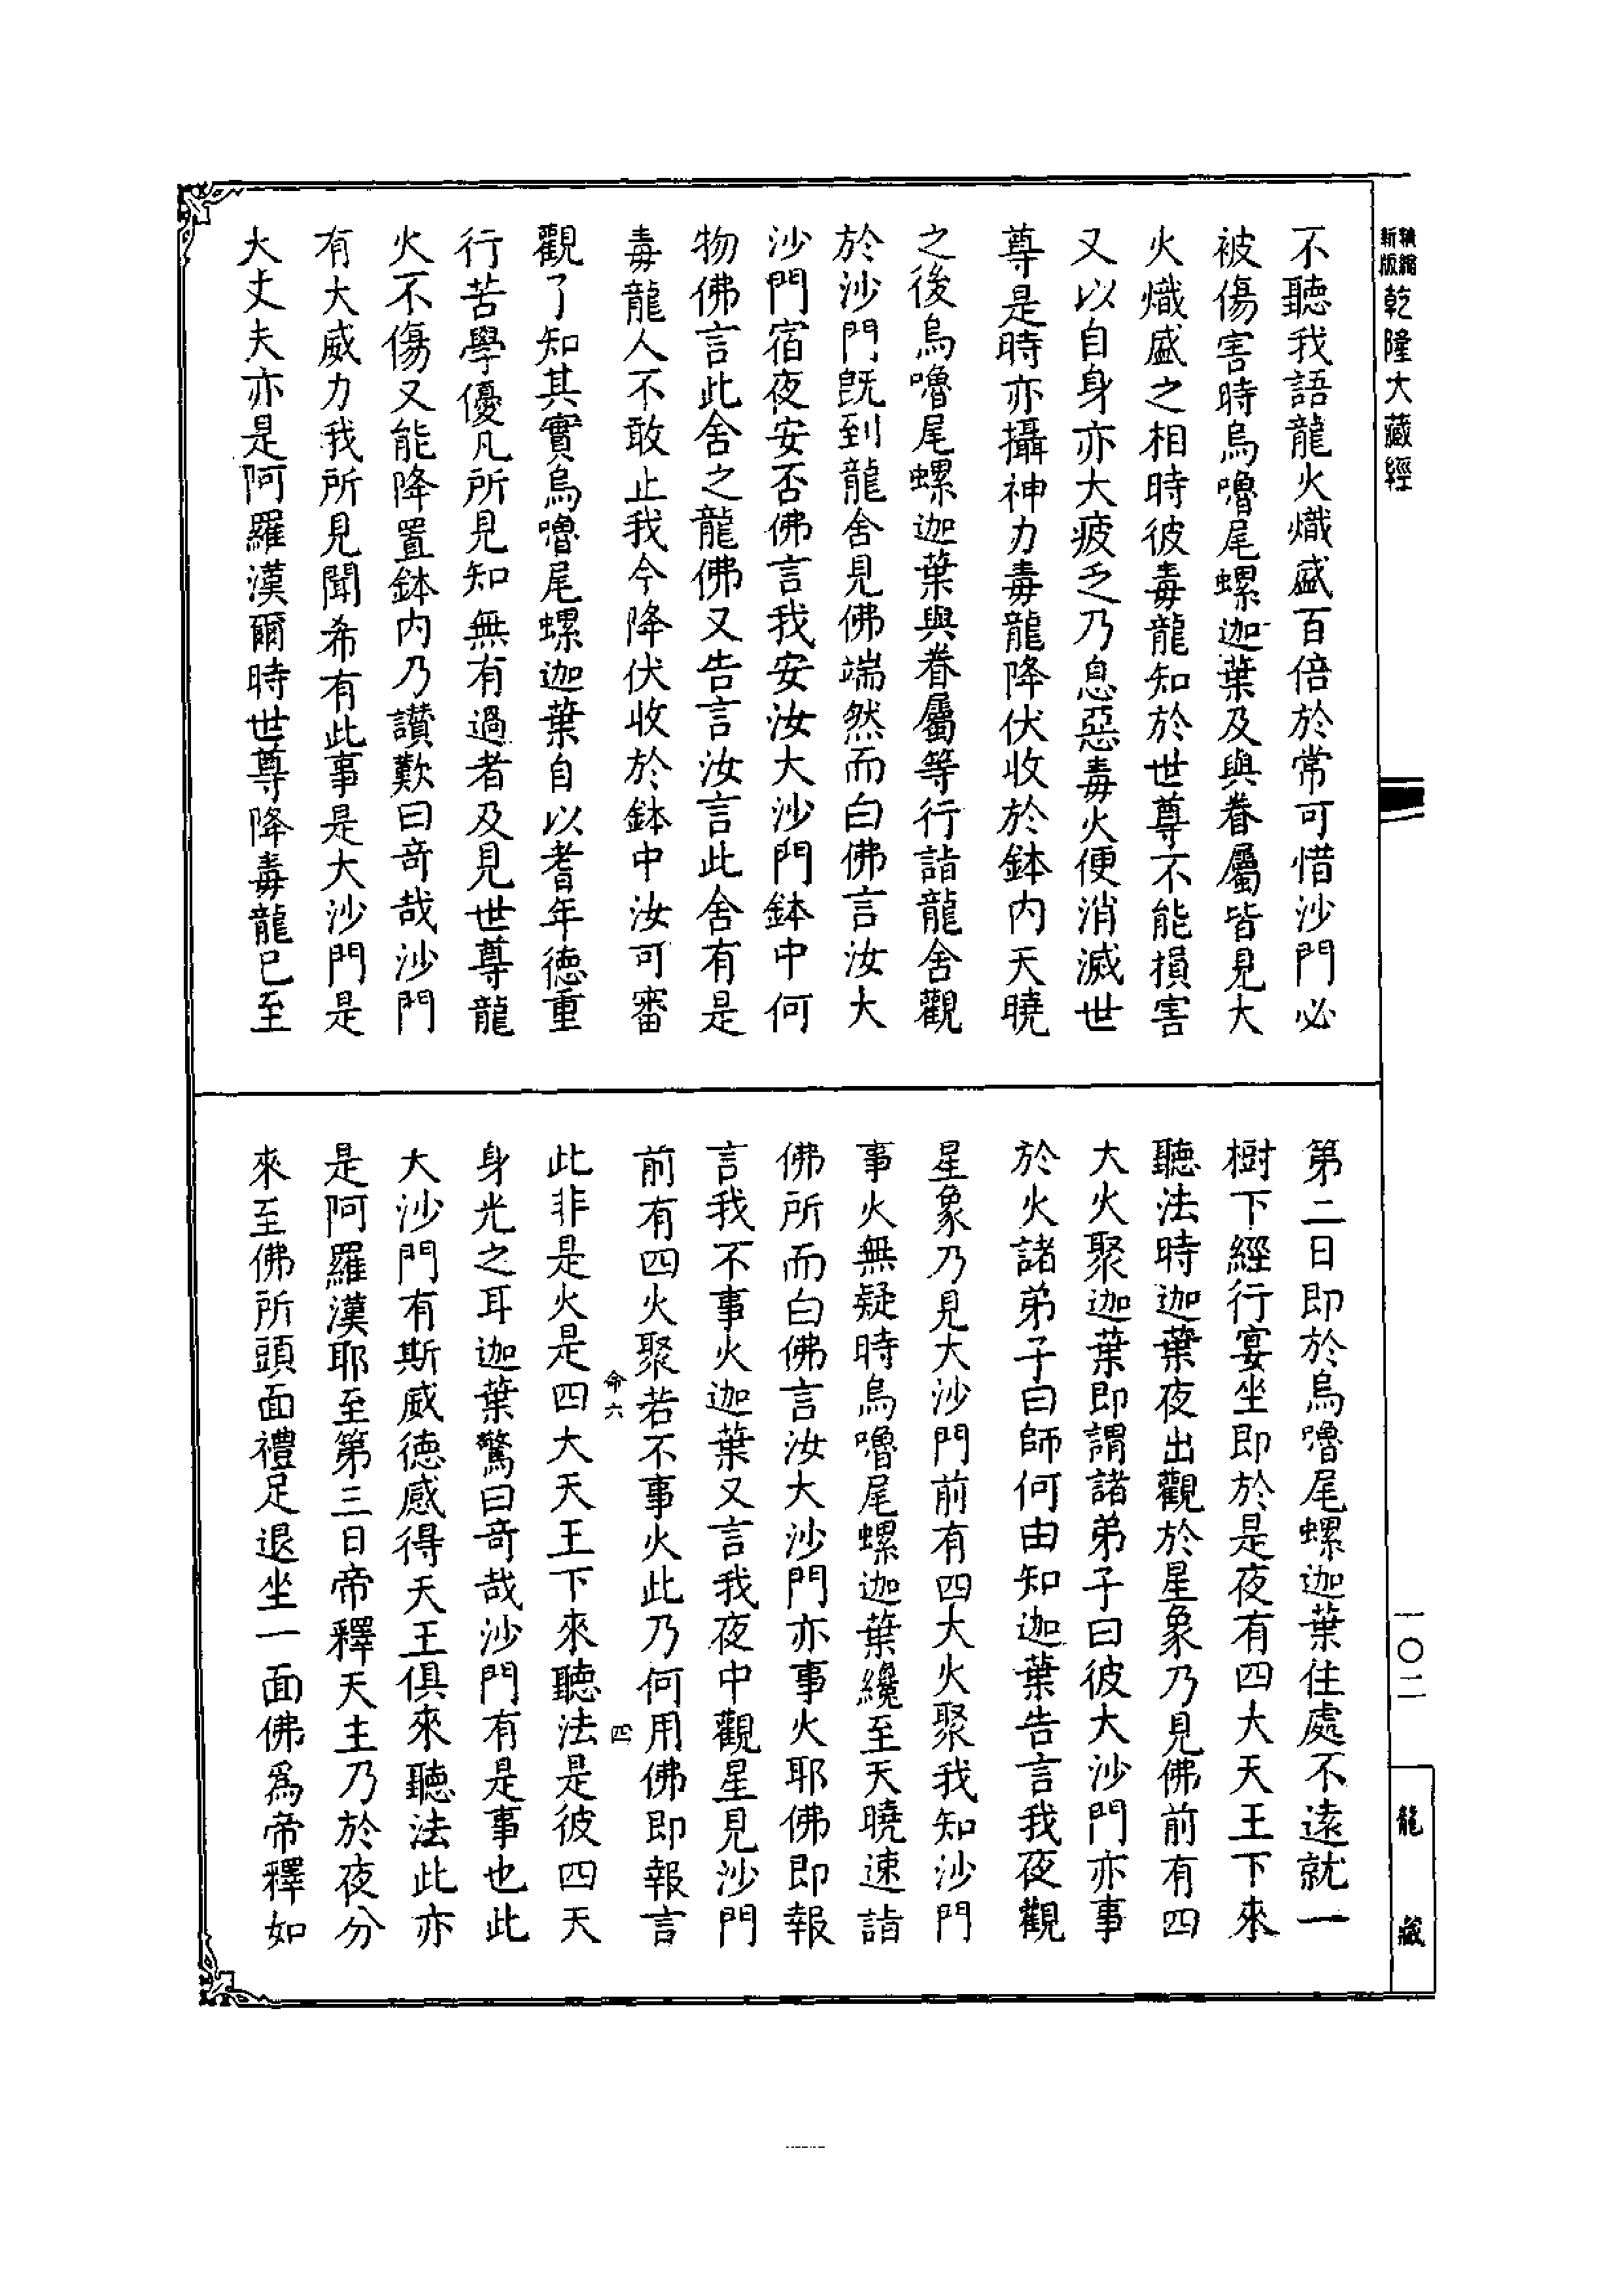 新版精縮乾隆大藏經
不聽我語龍火熾盛百倍於常可惜沙門必
被傷害時烏嚕尾螺迦葉及與眷屬皆見大
火熾盛之相時彼毒龍知於世尊不能損害
又以自身亦大疲乏乃息惡毒火便消滅世
尊是時亦攝神力毒龍降伏收於鉢内天曉
之後烏嚕尾螺迦葉與眷屬等行詣龍舍觀
於沙門既到龍舍見佛端然而白佛言汝大
沙門宿夜安否佛言我安汝大沙門鉢中何
物佛言此舍之龍佛又告言汝言此舍有是
毒龍人不敢止我今降伏收於鉢中汝可審
觀了知其實烏嚕尾螺迦葉自以耆年德重
行苦學優凡所見知無有過者及見世尊龍
火不傷又能降置鉢内乃讃歎曰奇哉沙門
有大威力我所見聞希有此事是大沙門是
大丈夫亦是阿羅漢爾時世尊降毒龍已至
第二日即於烏嚕尾螺迦葉住處不遠就一
樹下經行宴坐即於是夜有四大天王下來
聽法時迦葉夜出觀於星象乃見佛前有四
大火聚迦葉即謂諸弟子曰彼大沙門亦事
於火諸弟子曰師何由知迦葉告言我夜觀
星象乃見大沙門前有四大火聚我知沙門
事火無疑時烏嚕尾螺迦葉纔至天曉速詣
佛所而白佛言汝大沙門亦事火耶佛即報
言我不事火迦葉又言我夜中觀星見沙門
前有四火聚若不事火此乃何用佛即報言
命六 四
此非是火是四大天王下來聽法是彼四天
身光之耳迦葉驚曰奇哉沙門有是事也此
大沙門有斯威德感得天王俱來聽法此亦
是阿羅漢耶至第三日帝釋天主乃於夜分
來至佛所頭面禮足退坐一面佛爲帝釋如
一〇二
龍藏